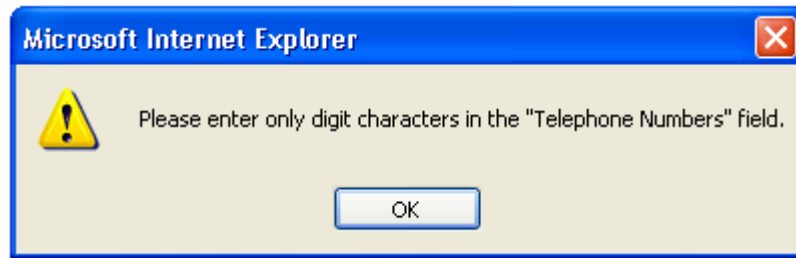 Microsoft Internet Explorer
Please enter only digit characters in the "Telephone Numbers" field.
OK